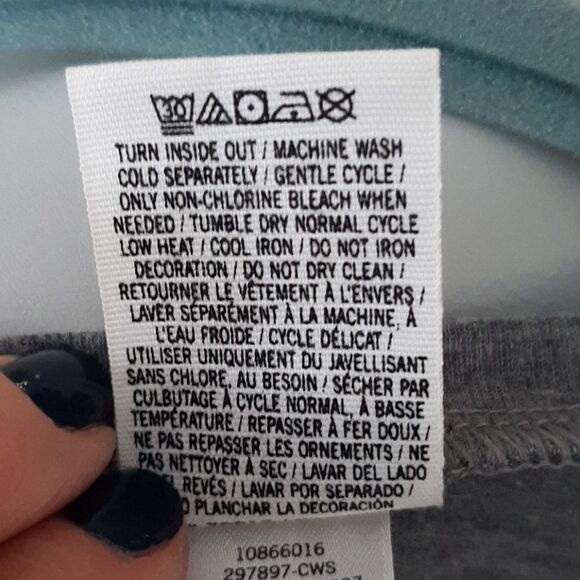 30
TURN INSIDE OUT / MACHINE WASH
COLD SEPARATELY / GENTLE CYCLE /
ONLY NON-CHLORINE BLEACH WHEN
NEEDED / TUMBLE DRY NORMAL CYCLE
LOW HEAT / COOL IRON / DO NOT IRON
DECORATION / DO NOT DRY CLEAN /
RETOURNER LE VÊTEMENT À L'ENVERS /
LAVER SÉPARÉMENT À LA MACHINE, À
L'EAU FROIDE / CYCLE DÉLICAT /
UTILISER UNIQUEMENT DU JAVELLISANT
SANS CHLORE, AU BESOIN / SÉCHER PAR
CULBUTAGE À CYCLE NORMAL, À BASSE
TEMPÉRATURE / REPASSER À FER DOUX /
NE PAS REPASSER LES ORNEMENTS / NE
PAS NETTOYER À SEC / LAVAR DEL LADO
REVÉS / LAVAR POR SEPARADO /
PLANCHAR LA DECORACIÓN
10866016
297897-CWS